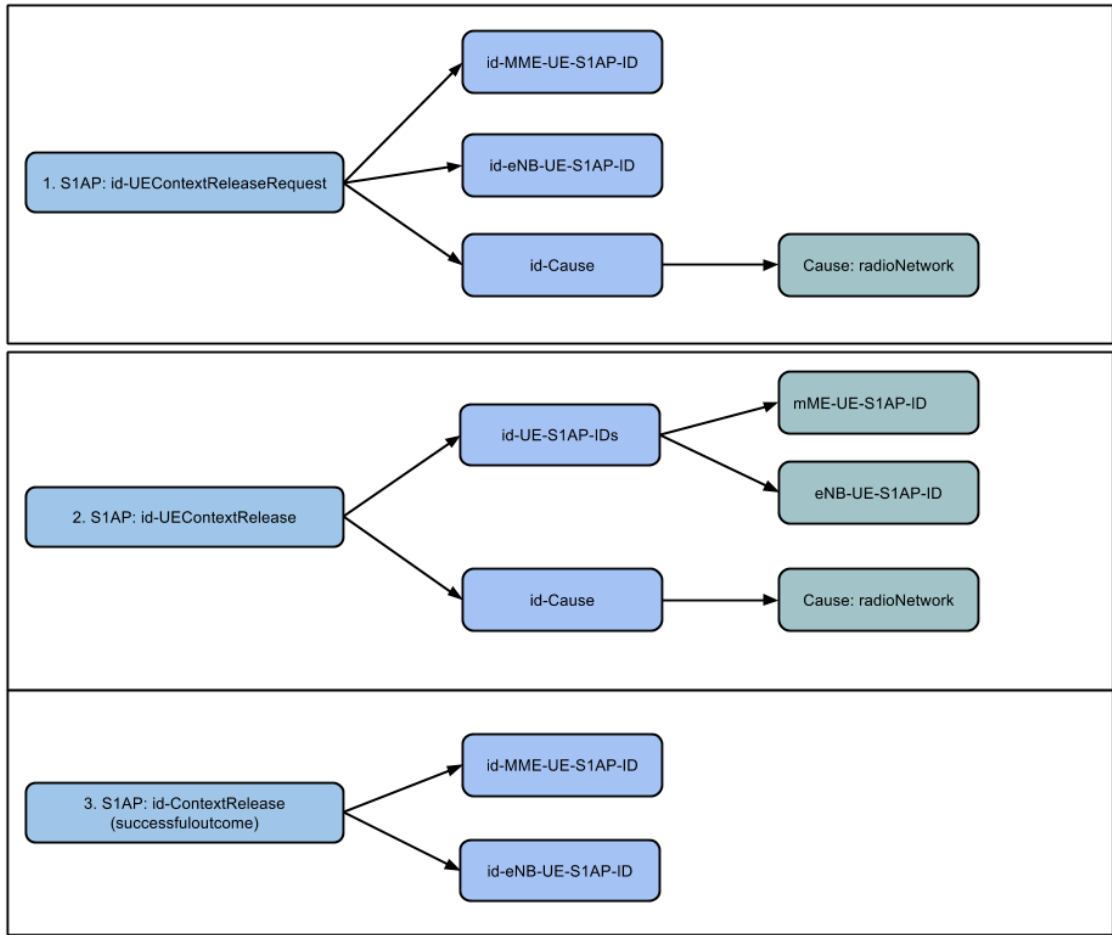 id-MME-UE-S1AP-ID
id-eNB-UE-S1AP-ID
1. S1AP: id-UEContextReleaseRequest
id-Cause
Cause: radioNetwork
mME-UE-S1AP-ID
id-UE-S1AP-IDs
eNB-UE-S1AP-ID
2. S1AP: id-UEContextRelease
id-Cause
Cause: radioNetwork
id-MME-UE-S1AP-ID
3. S1AP: id-ContextRelease
(successfuloutcome)
id-eNB-UE-S1AP-ID